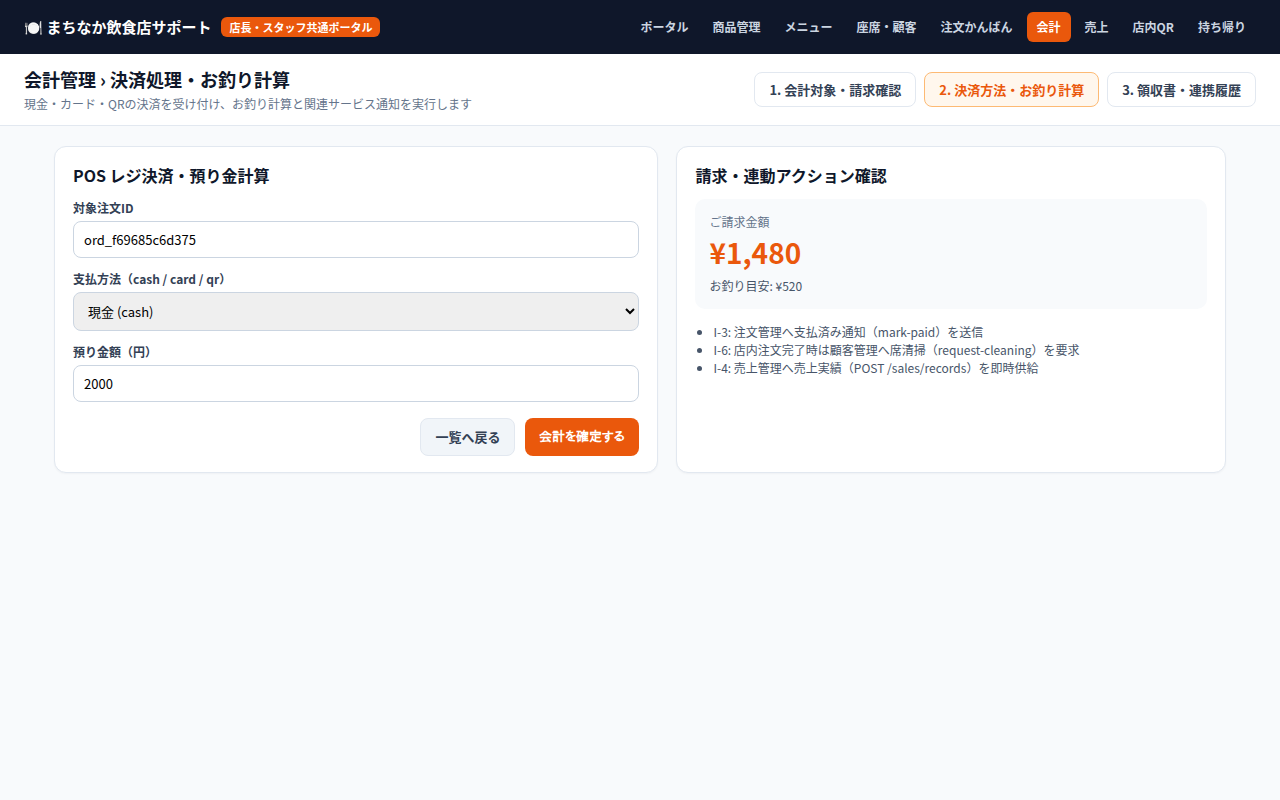 まちなか飲食店サポート 店長・スタッフ共通ポータル ポータル 商品管理 メニュー 座席・顧客 注文かんばん 会計 売上 店内QR 持ち帰り
会計管理 › 決済処理・お釣り計算
現金・カード・QRの決済を受け付け、お釣り計算と関連サービス通知を実行します
1. 会計対象・請求確認 2. 決済方法・お釣り計算 3. 領収書・連携履歴
POS レジ決済・預り金計算
対象注文ID
ord_f69685c6d375
支払方法（cash / card / qr）
現金 (cash)
預り金額（円）
2000
一覧へ戻る 会計を確定する
請求・連動アクション確認
ご請求金額
¥1,480
お釣り目安: ¥520
I-3: 注文管理へ支払済み通知（mark-paid）を送信
I-6: 店内注文完了時は顧客管理へ席清掃（request-cleaning）を要求
I-4: 売上管理へ売上実績（POST /sales/records）を即時供給